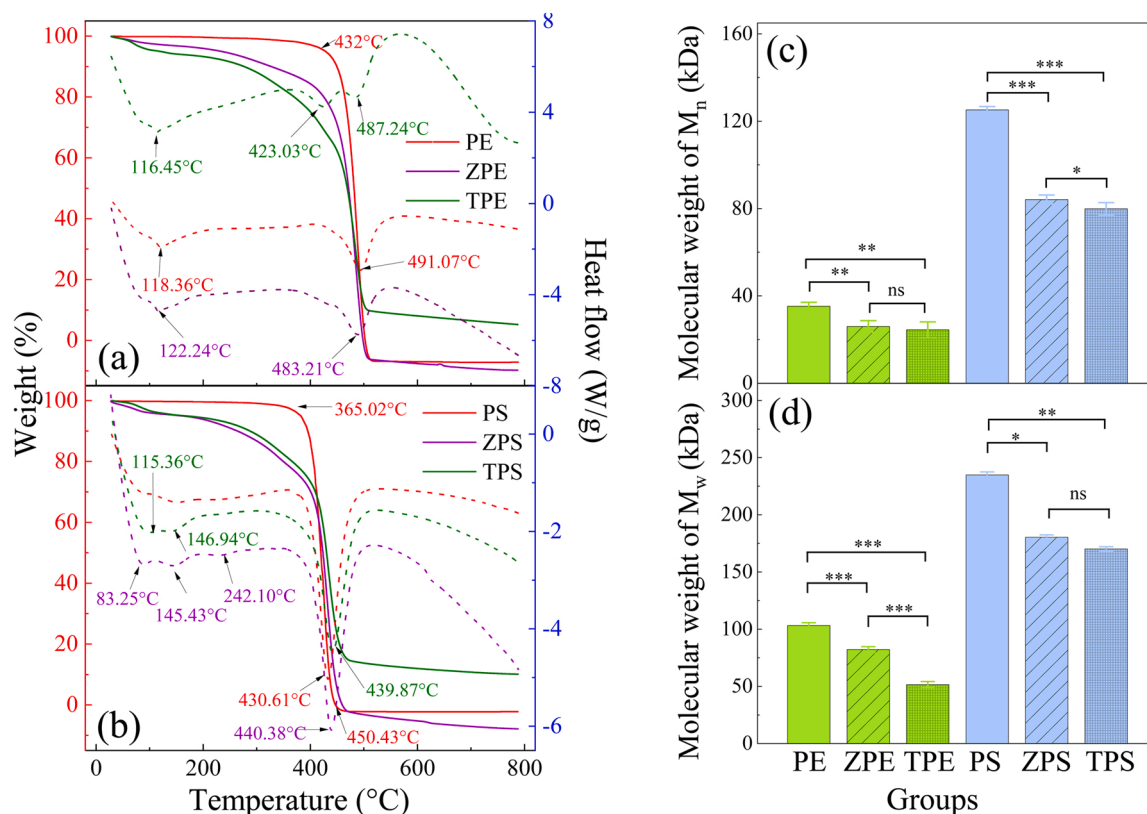 (a)
Weight (%)
100
80
60
40
20
0
8
4
0
-4
-8
Heat flow (W/g)
432°C
487.24°C
423.03°C
116.45°C
PE
ZPE
TPE
118.36°C
491.07°C
122.24°C
483.21°C
(b)
100
80
60
40
20
0
0
-2
-4
-6
365.02°C
PS
ZPS
TPS
115.36°C
146.94°C
83.25°C
242.10°C
145.43°C
430.61°C
439.87°C
440.38°C
450.43°C
0
200
400
600
800
Temperature (°C)
(c)
Molecular weight of Mn (kDa)
160
120
80
40
0
***
***
*
**
**
ns
(d)
Molecular weight of Mw (kDa)
300
250
200
150
100
50
0
**
*
ns
***
***
***
PE
ZPE
TPE
PS
ZPS
TPS
Groups